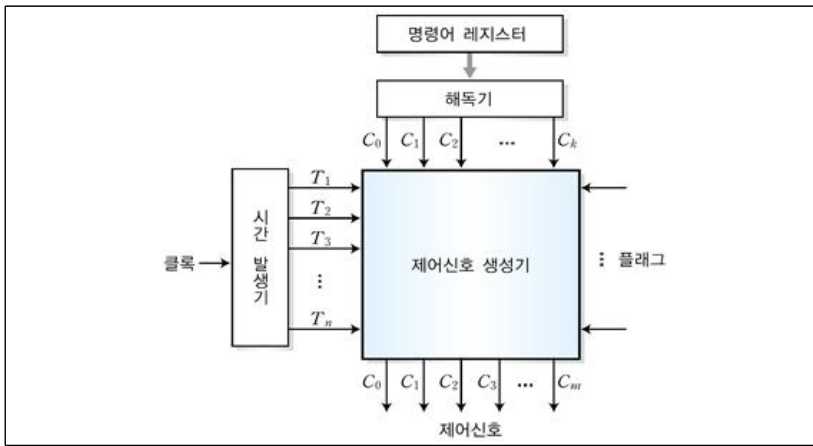 명령어 레지스터
해독기
C₀ C₁ C₂ ... Cₖ
T₁
T₂
T₃
⋮
Tₙ
클록
시간 발생기
제어신호 생성기
⋮ 플래그
C₀ C₁ C₂ C₃ ... Cₘ
제어신호